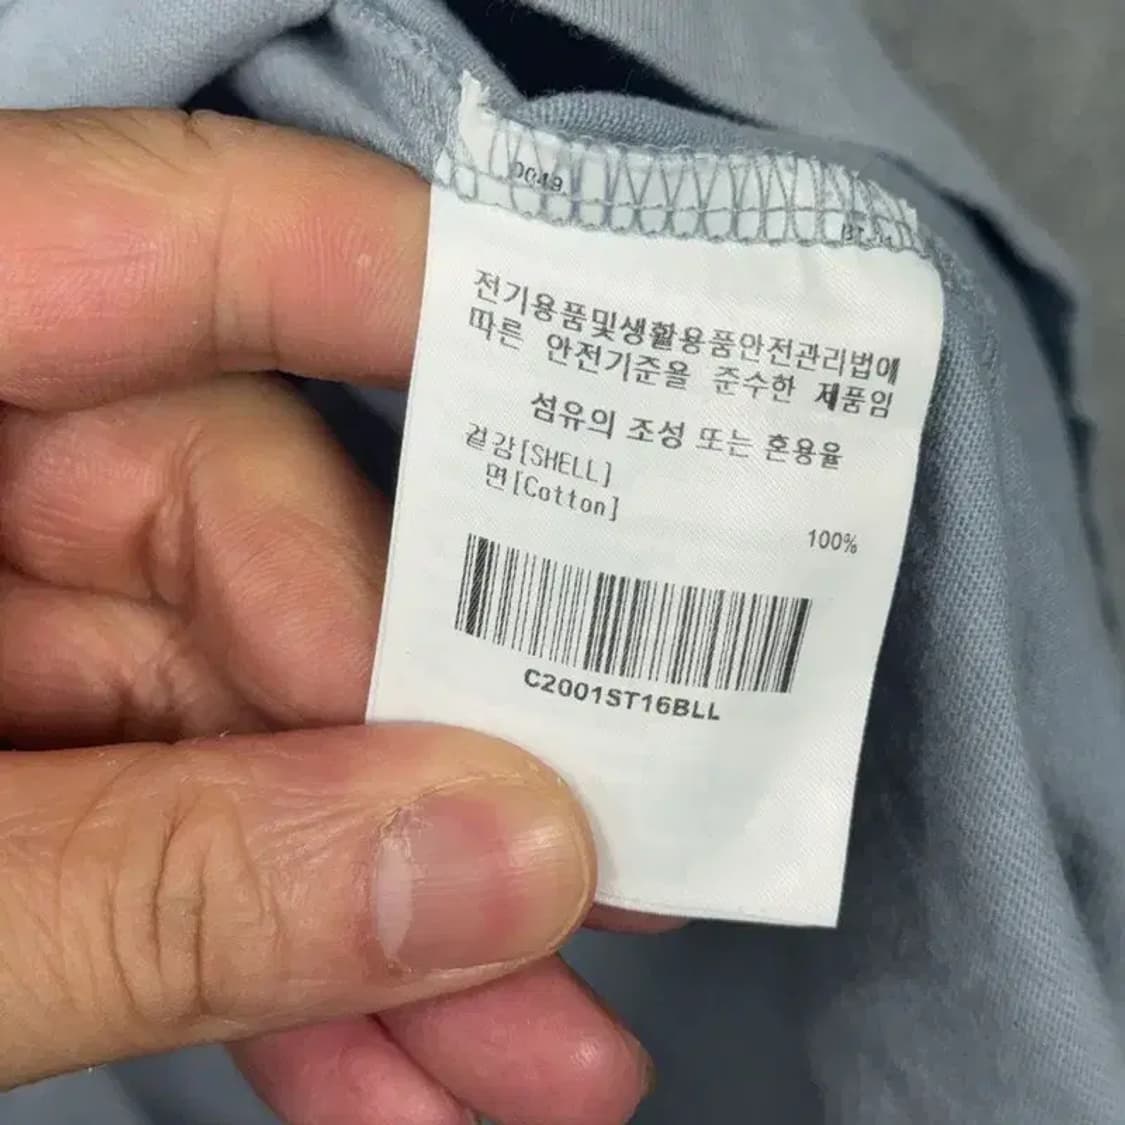 0049
전기용품및생활용품안전관리법에
따른 안전기준을 준수한 제품임
섬유의 조성 또는 혼용율
겉감[SHELL]
면[Cotton]
100%
C2001ST16BLL